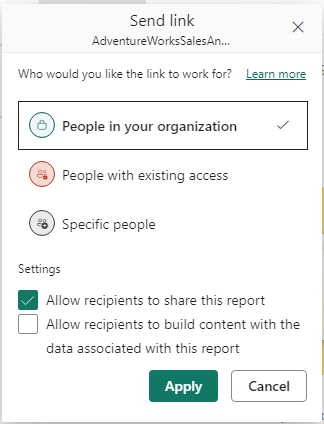 Send link
AdventureWorksSalesAn...
Who would you like the link to work for? Learn more
People in your organization
People with existing access
Specific people
Settings
Allow recipients to share this report
Allow recipients to build content with the
data associated with this report
Apply Cancel